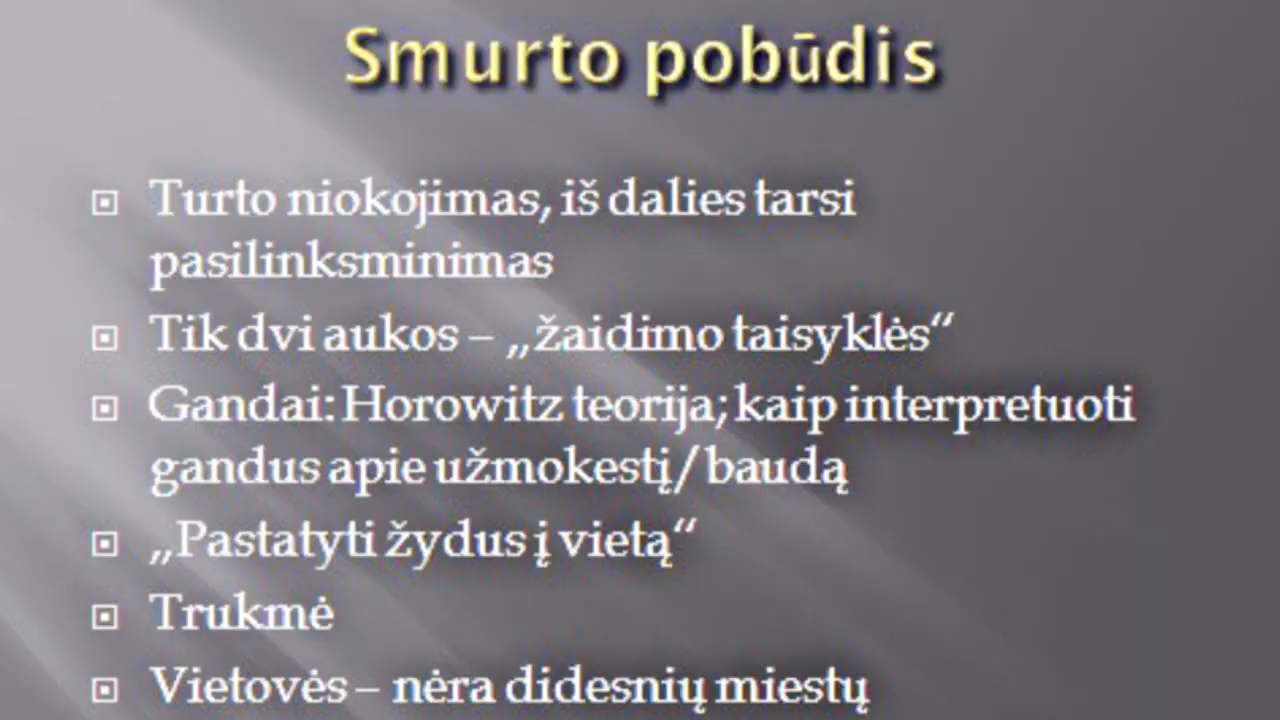 Smurto pobūdis
Turto niokojimas, iš dalies tarsi
pasilinksminimas
Tik dvi aukos – „žaidimo taisyklės“
Gandai: Horowitz teorija; kaip interpretuoti
gandus apie užmokestį/baudą
„Pastatyti žydus į vietą“
Trukmė
Vietovės – nėra didesnių miestų